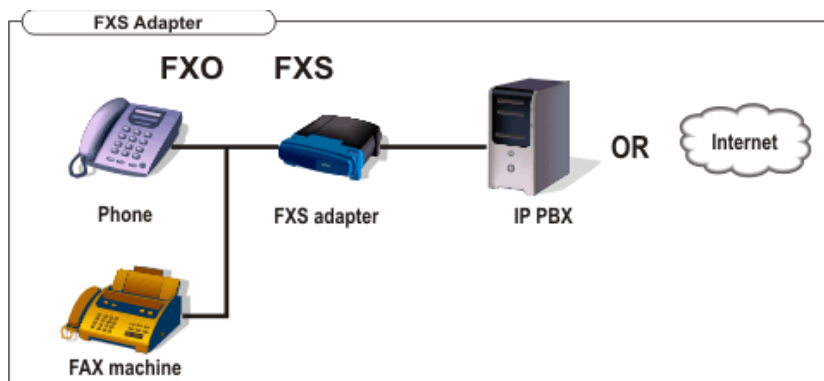 FXS Adapter
FXO FXS
OR
Internet
Phone
FXS adapter
IP PBX
FAX machine